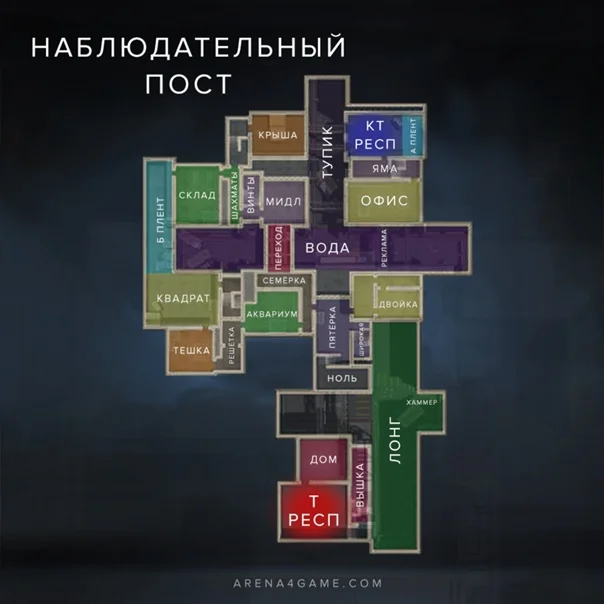 НАБЛЮДАТЕЛЬНЫЙ
ПОСТ
КРЫША
ТУПИК
КТ
РЕСП
А ПЛЕНТ
ЯМА
ОФИС
СКЛАД
ШАХМАТЫ
ВИНТЫ
МИДЛ
Б ПЛЕНТ
ПЕРЕХОД
ВОДА
РЕКЛАМА
СЕМЁРКА
КВАДРАТ
АКВАРИУМ
ДВОЙКА
ПЯТЁРКА
ШИРОКАЯ
ТЕШКА
РЕШЁТКА
НОЛЬ
ХАММЕР
ЛОНГ
ДОМ
ВЫШКА
Т
РЕСП
ARENA4GAME.COM